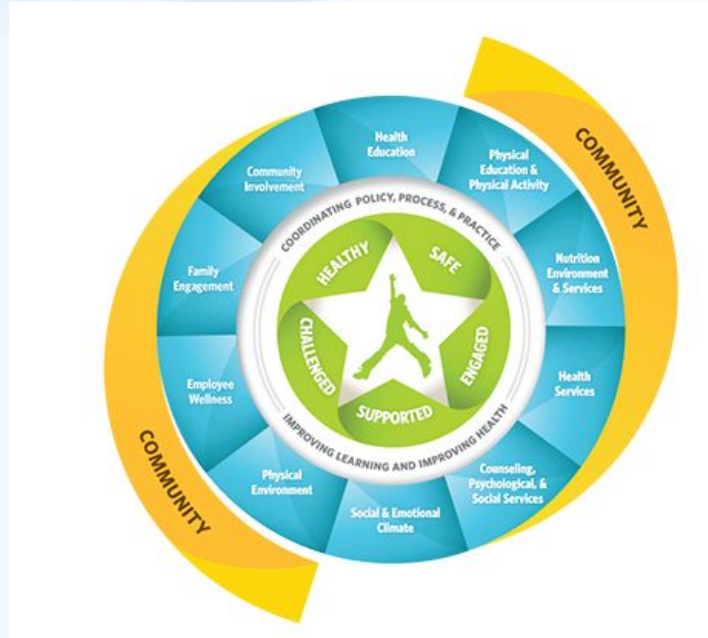 COMMUNITY
Health
Education
Physical
Education &
Physical Activity
Nutrition
Environment
& Services
Health
Services
Counseling,
Psychological, &
Social Services
Social & Emotional
Climate
Physical
Environment
Employee
Wellness
Family
Engagement
Community
Involvement
COORDINATING POLICY, PROCESS, & PRACTICE
IMPROVING LEARNING AND IMPROVING HEALTH
HEALTHY
SAFE
ENGAGED
SUPPORTED
CHALLENGED
COMMUNITY